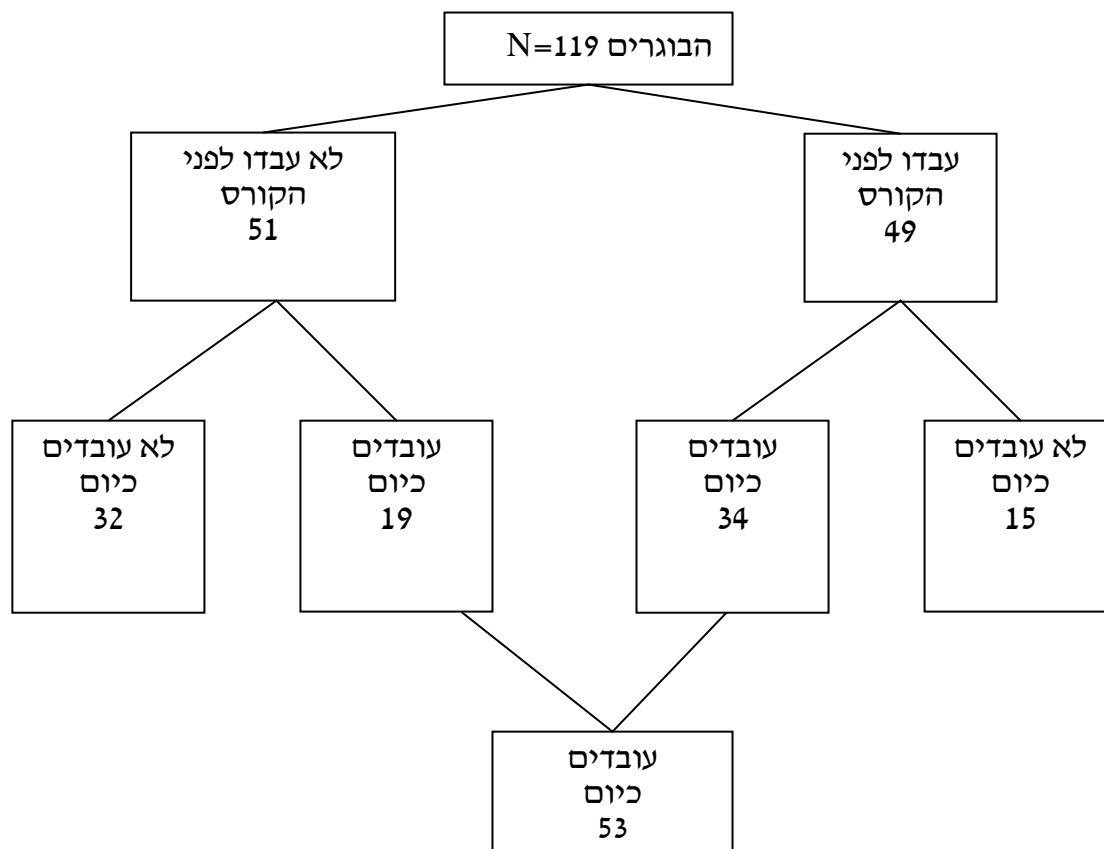 הבוגרים N=119
עבדו לפני
הקורס
49
לא עבדו לפני
הקורס
51
לא עובדים
כיום
15
עובדים
כיום
34
עובדים
כיום
19
לא עובדים
כיום
32
עובדים
כיום
53